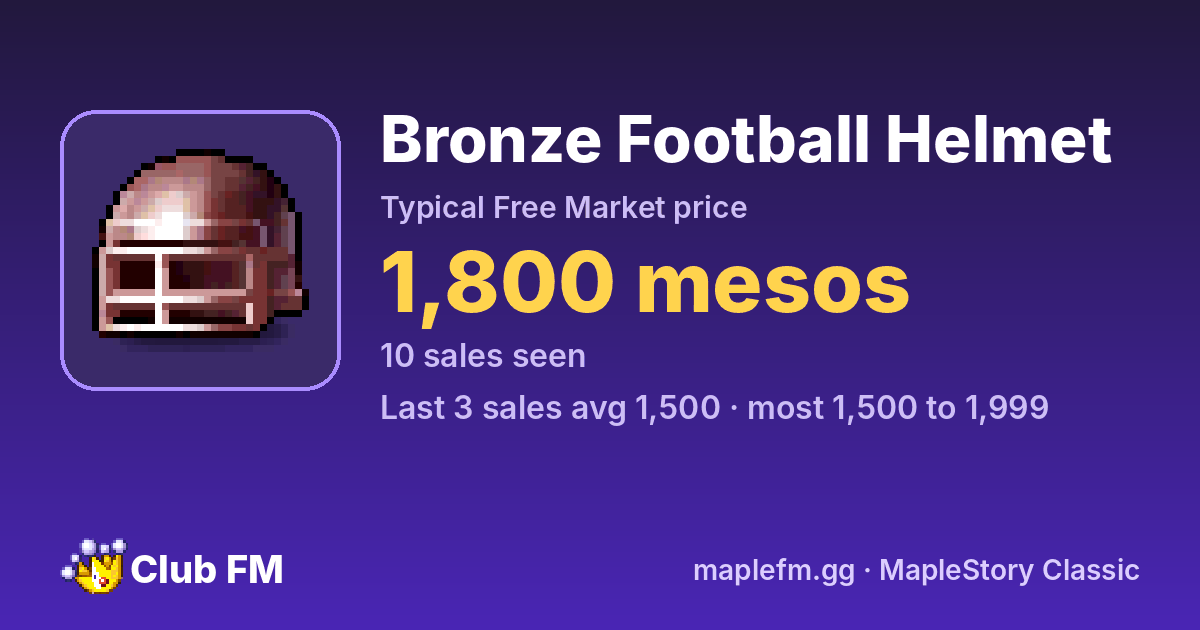 Bronze Football Helmet
Typical Free Market price
1,800 mesos
10 sales seen
Last 3 sales avg 1,500 · most 1,500 to 1,999
Club FM
maplefm.gg · MapleStory Classic